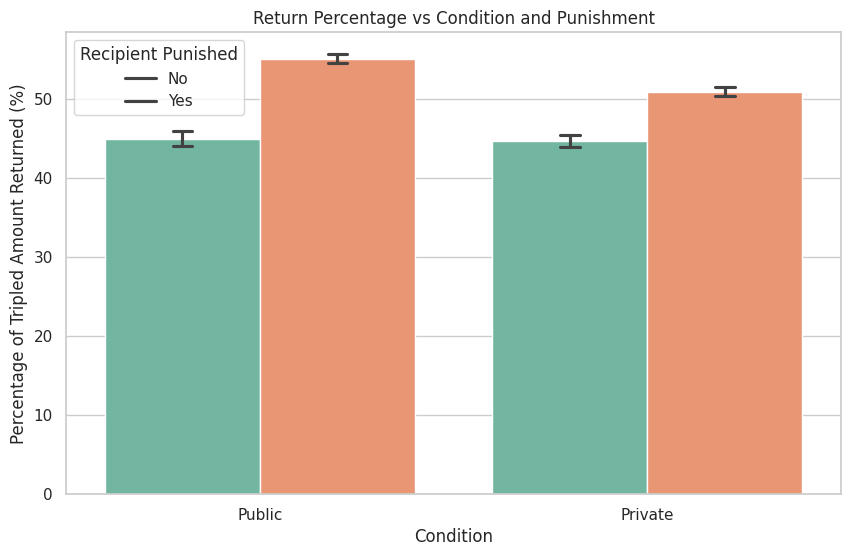 Return Percentage vs Condition and Punishment
Recipient Punished
No
Yes
Percentage of Tripled Amount Returned (%)
50
40
30
20
10
0
Public
Private
Condition